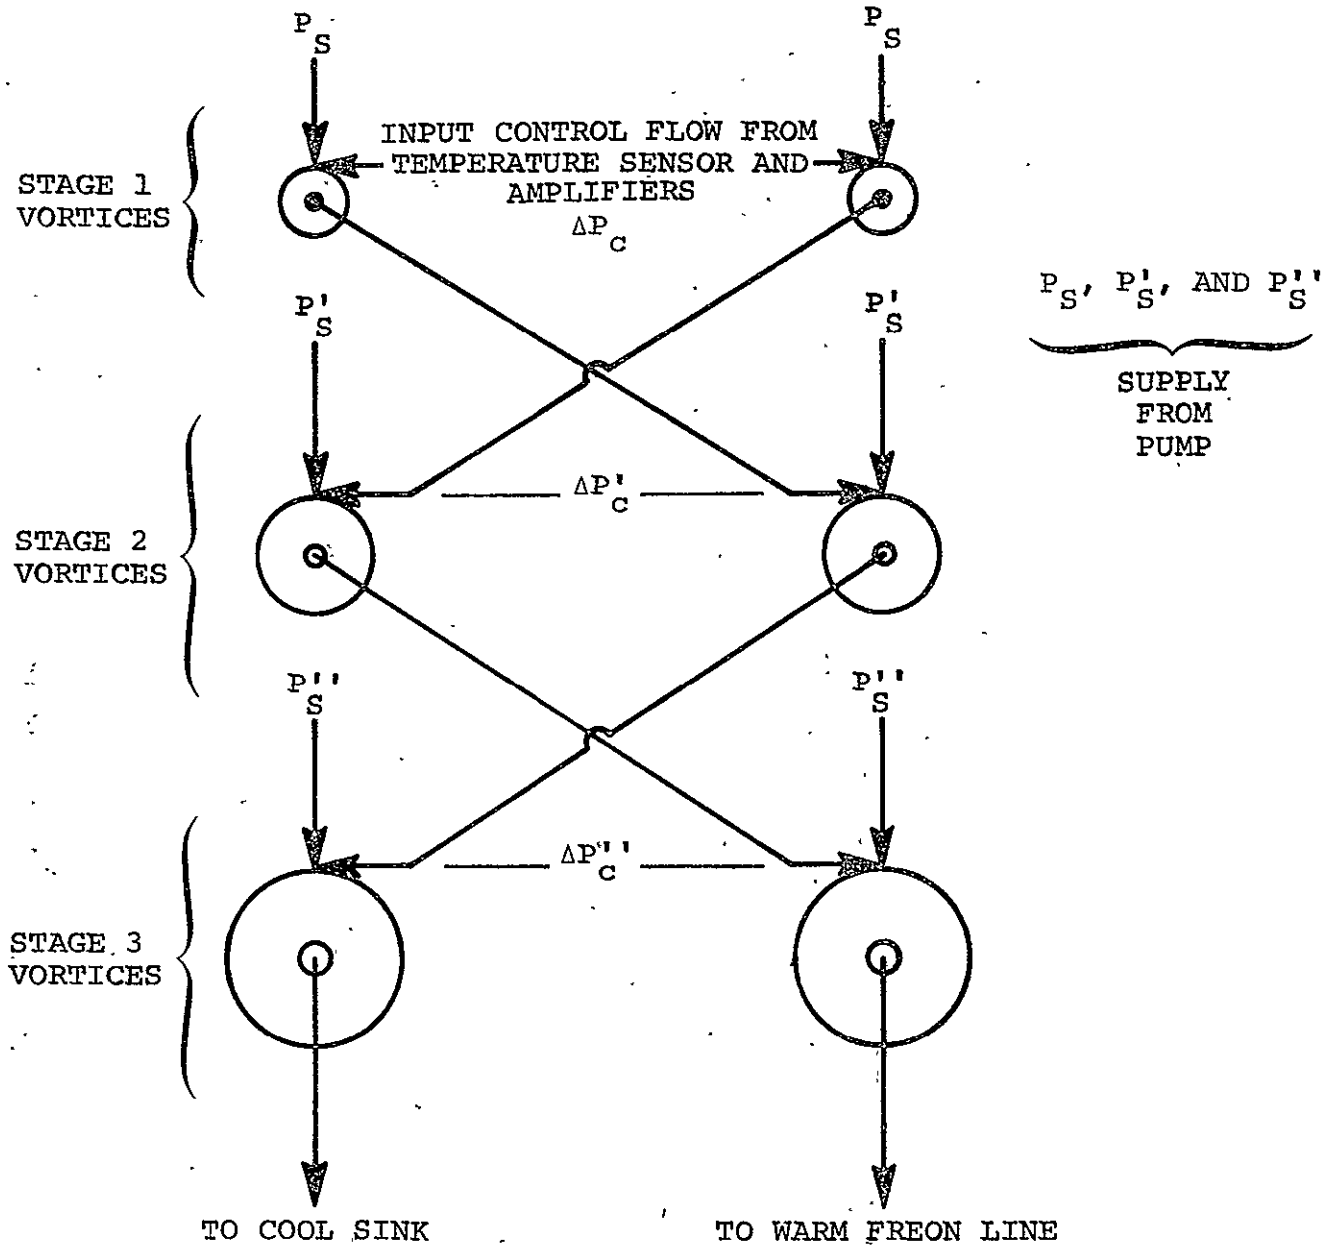 P_S
P_S
INPUT CONTROL FLOW FROM
TEMPERATURE SENSOR AND
AMPLIFIERS
ΔP_C
STAGE 1
VORTICES
P'_S
P'_S
P_S, P'_S, AND P''_S
SUPPLY
FROM
PUMP
ΔP'_C
STAGE 2
VORTICES
P''_S
P''_S
ΔP''_C
STAGE 3
VORTICES
TO COOL SINK
TO WARM FREON LINE